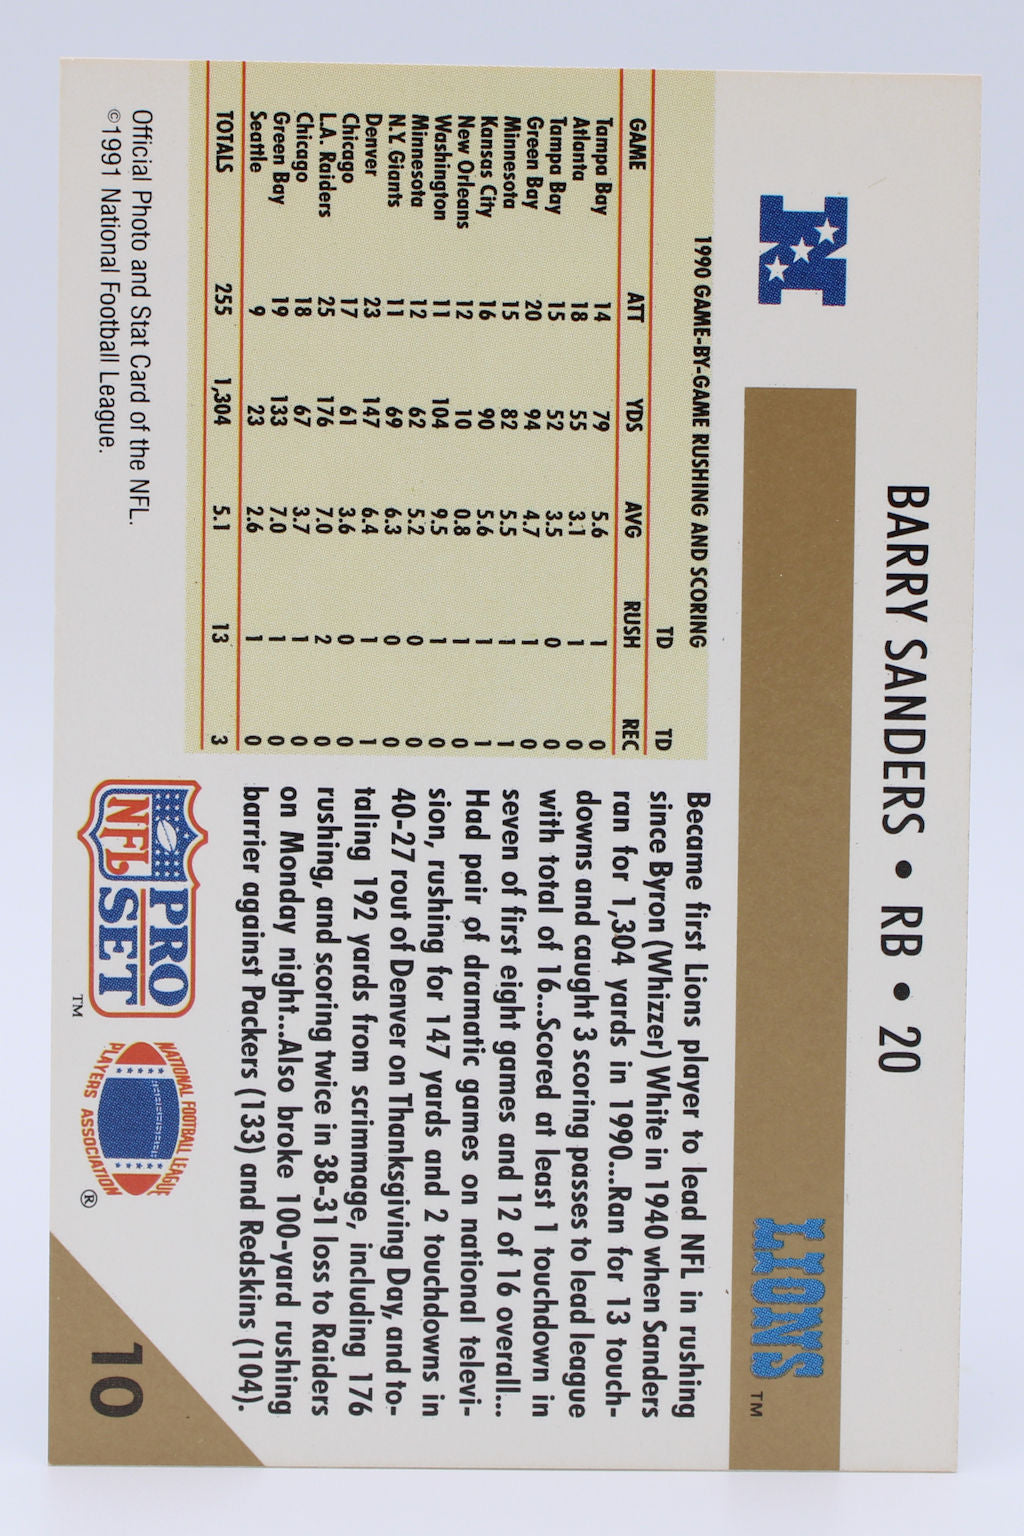 BARRY SANDERS • RB • 20
N
LIONS TM
1990 GAME-BY-GAME RUSHING AND SCORING
TD TD
GAME ATT YDS AVG RUSH REC
Tampa Bay 14 79 5.6 1 0
Atlanta 18 55 3.1 1 0
Tampa Bay 15 52 3.5 0 0
Green Bay 20 94 4.7 1 0
Minnesota 15 82 5.5 1 1
Kansas City 16 90 5.6 1 1
New Orleans 12 10 0.8 1 0
Washington 11 104 9.5 1 0
Minnesota 12 62 5.2 0 0
N.Y. Giants 11 69 6.3 0 0
Denver 23 147 6.4 1 1
Chicago 17 61 3.6 0 0
L.A. Raiders 25 176 7.0 2 0
Chicago 18 67 3.7 1 0
Green Bay 19 133 7.0 1 0
Seattle 9 23 2.6 1 0
TOTALS 255 1,304 5.1 13 3
Official Photo and Stat Card of the NFL.
©1991 National Football League.
Became first Lions player to lead NFL in rushing
since Byron (Whizzer) White in 1940 when Sanders
ran for 1,304 yards in 1990...Ran for 13 touch-
downs and caught 3 scoring passes to lead league
with total of 16...Scored at least 1 touchdown in
seven of first eight games and 12 of 16 overall...
Had pair of dramatic games on national televi-
sion, rushing for 147 yards and 2 touchdowns in
40-27 rout of Denver on Thanksgiving Day, and to-
taling 192 yards from scrimmage, including 176
rushing, and scoring twice in 38-31 loss to Raiders
on Monday night...Also broke 100-yard rushing
barrier against Packers (133) and Redskins (104).
NFL PRO SET TM
NATIONAL FOOTBALL LEAGUE
PLAYERS ASSOCIATION ®
10